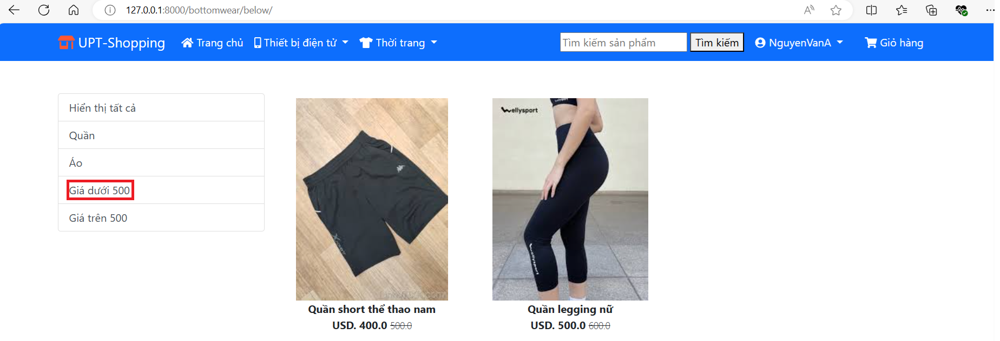 127.0.0.1:8000/bottomwear/below/
UPT-Shopping Trang chủ Thiết bị điện tử Thời trang Tìm kiếm sản phẩm Tìm kiếm NguyenVanA Giỏ hàng
Hiển thị tất cả
Quần
Áo
Giá dưới 500
Giá trên 500
Wellysport
wellysport
Wellysport
Quần short thể thao nam
USD. 400.0 500.0
Quần legging nữ
USD. 500.0 600.0